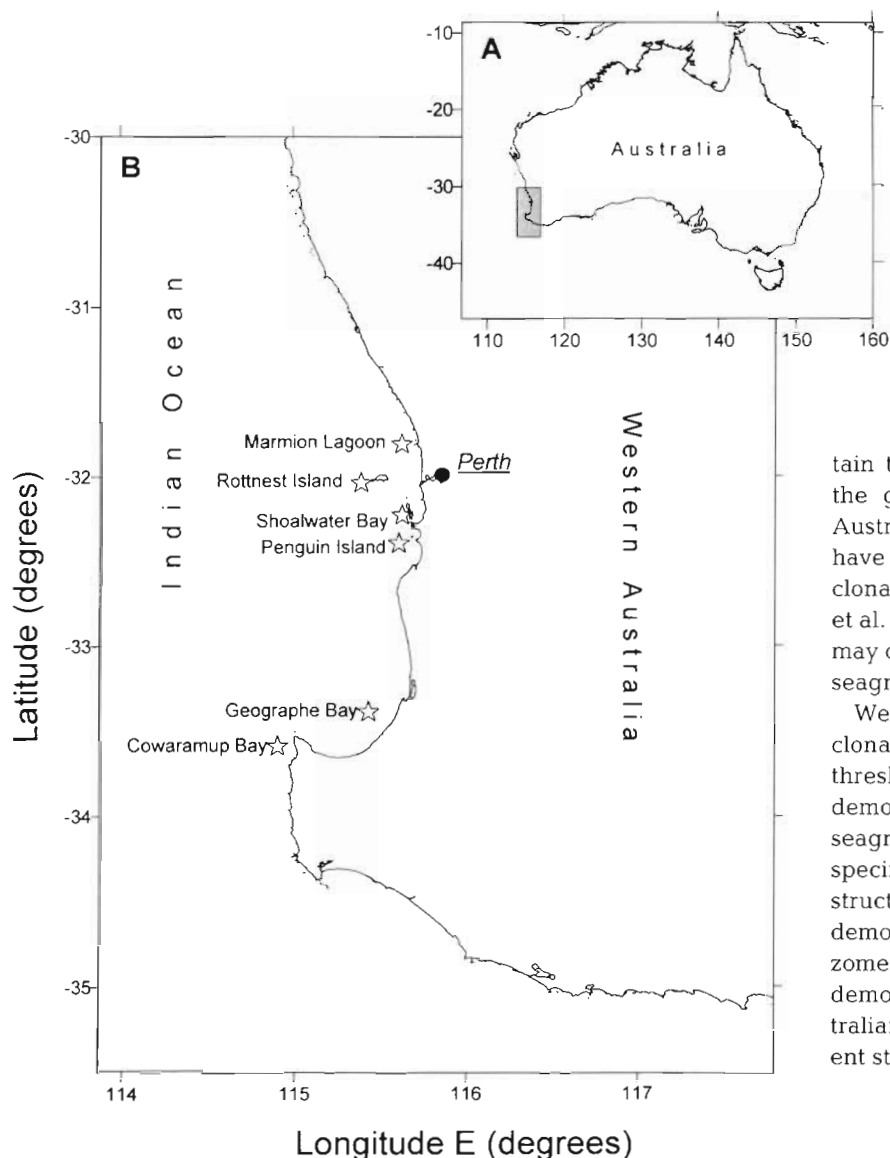 A
-10
-20
-30
-40
Australia
110 120 130 140 150 160
B
-30
-31
-32
-33
-34
-35
Latitude (degrees)
Indian Ocean
Marmion Lagoon
Rottnest Island
Shoalwater Bay
Penguin Island
Perth
Western Australia
Geographe Bay
Cowaramup Bay
114 115 116 117
Longitude E (degrees)
tain t
the g
Austr
have
clona
et al.
may c
seagr
We
clona
thresh
demo
seagr
speci
struct
demo
zome
demo
tralian
ent st